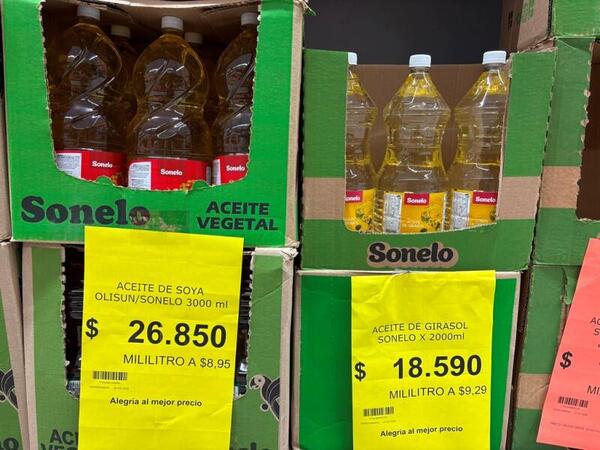 Sonelo
Sonelo
Sonelo
Sonelo
ACEITE
VEGETAL
ACEITE DE SOYA
OLISUN/SONELO 3000 ml
$ 26.850
MILILITRO A $8,95
Alegria al mejor precio
Sonelo
Sonelo
Sonelo
Sonelo
ACEITE DE GIRASOL
SONELO X 2000ml
$ 18.590
MILILITRO A $9,29
Alegria al mejor precio
$